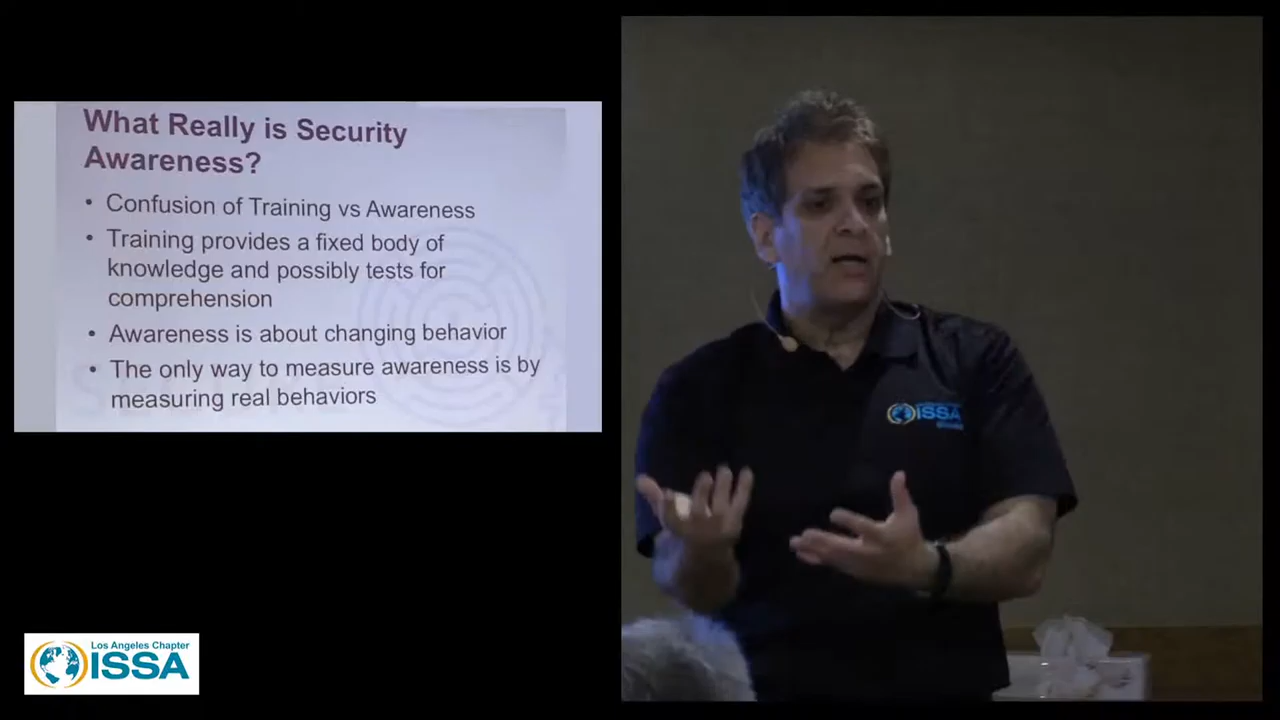 What Really is Security
Awareness?
• Confusion of Training vs Awareness
• Training provides a fixed body of
knowledge and possibly tests for
comprehension
• Awareness is about changing behavior
• The only way to measure awareness is by
measuring real behaviors
ISSA
Los Angeles Chapter
ISSA